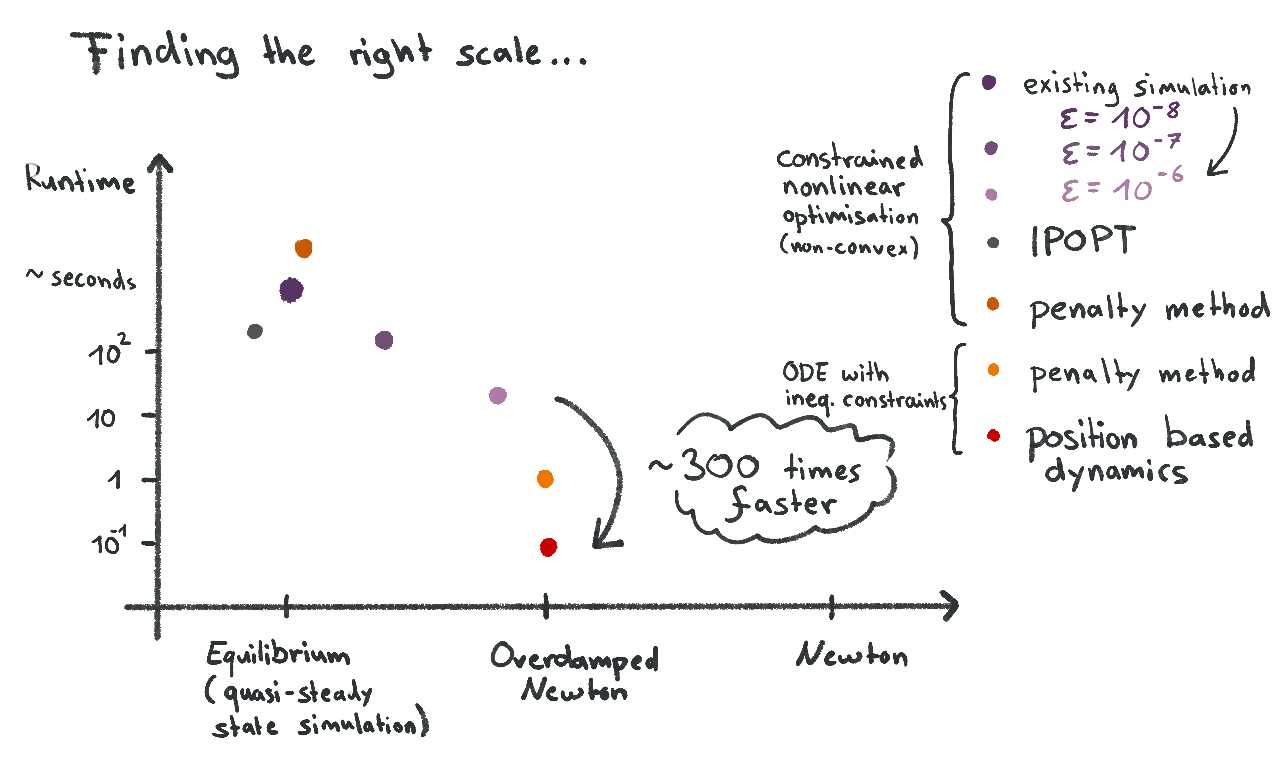 Finding the right scale...
Runtime
~ seconds
10²
10
1
10⁻¹
Equilibrium
(quasi-steady
state simulation)
Overdamped
Newton
Newton
~300 times
faster
constrained
nonlinear
optimisation
(non-convex)
existing simulation
ε = 10⁻⁸
ε = 10⁻⁷
ε = 10⁻⁶
IPOPT
penalty method
ODE with
ineq. constraints
penalty method
position based
dynamics